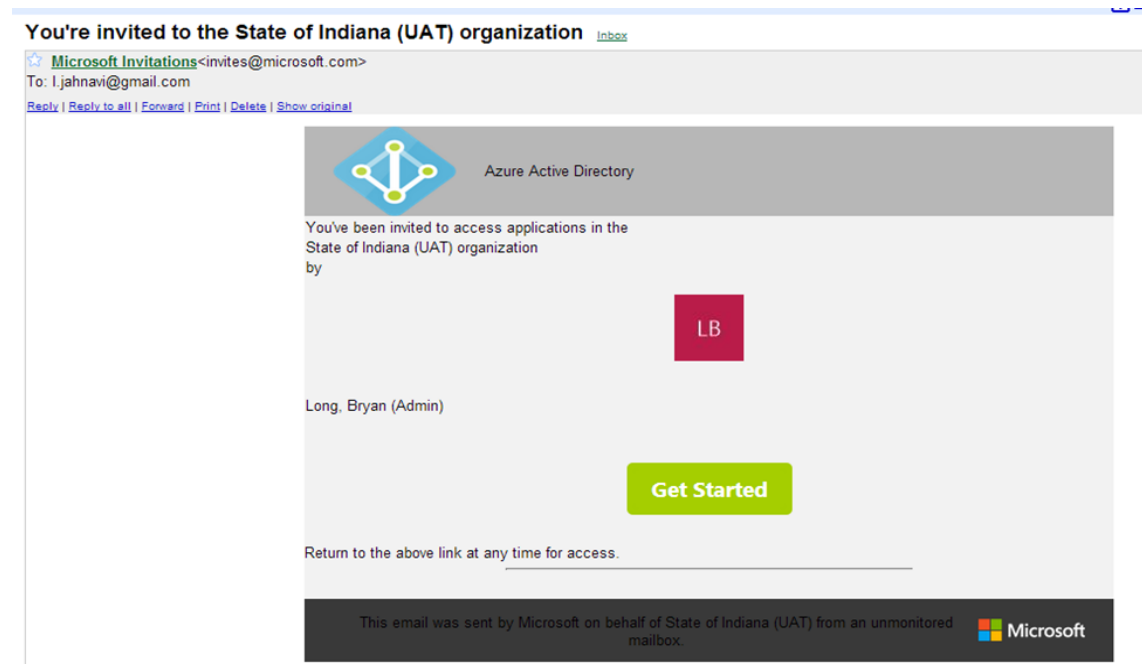 You're invited to the State of Indiana (UAT) organization Inbox
Microsoft Invitations<invites@microsoft.com>
To: l.jahnavi@gmail.com
Reply | Reply to all | Forward | Print | Delete | Show original
Azure Active Directory
You've been invited to access applications in the
State of Indiana (UAT) organization
by
LB
Long, Bryan (Admin)
Get Started
Return to the above link at any time for access.
This email was sent by Microsoft on behalf of State of Indiana (UAT) from an unmonitored
mailbox.
Microsoft